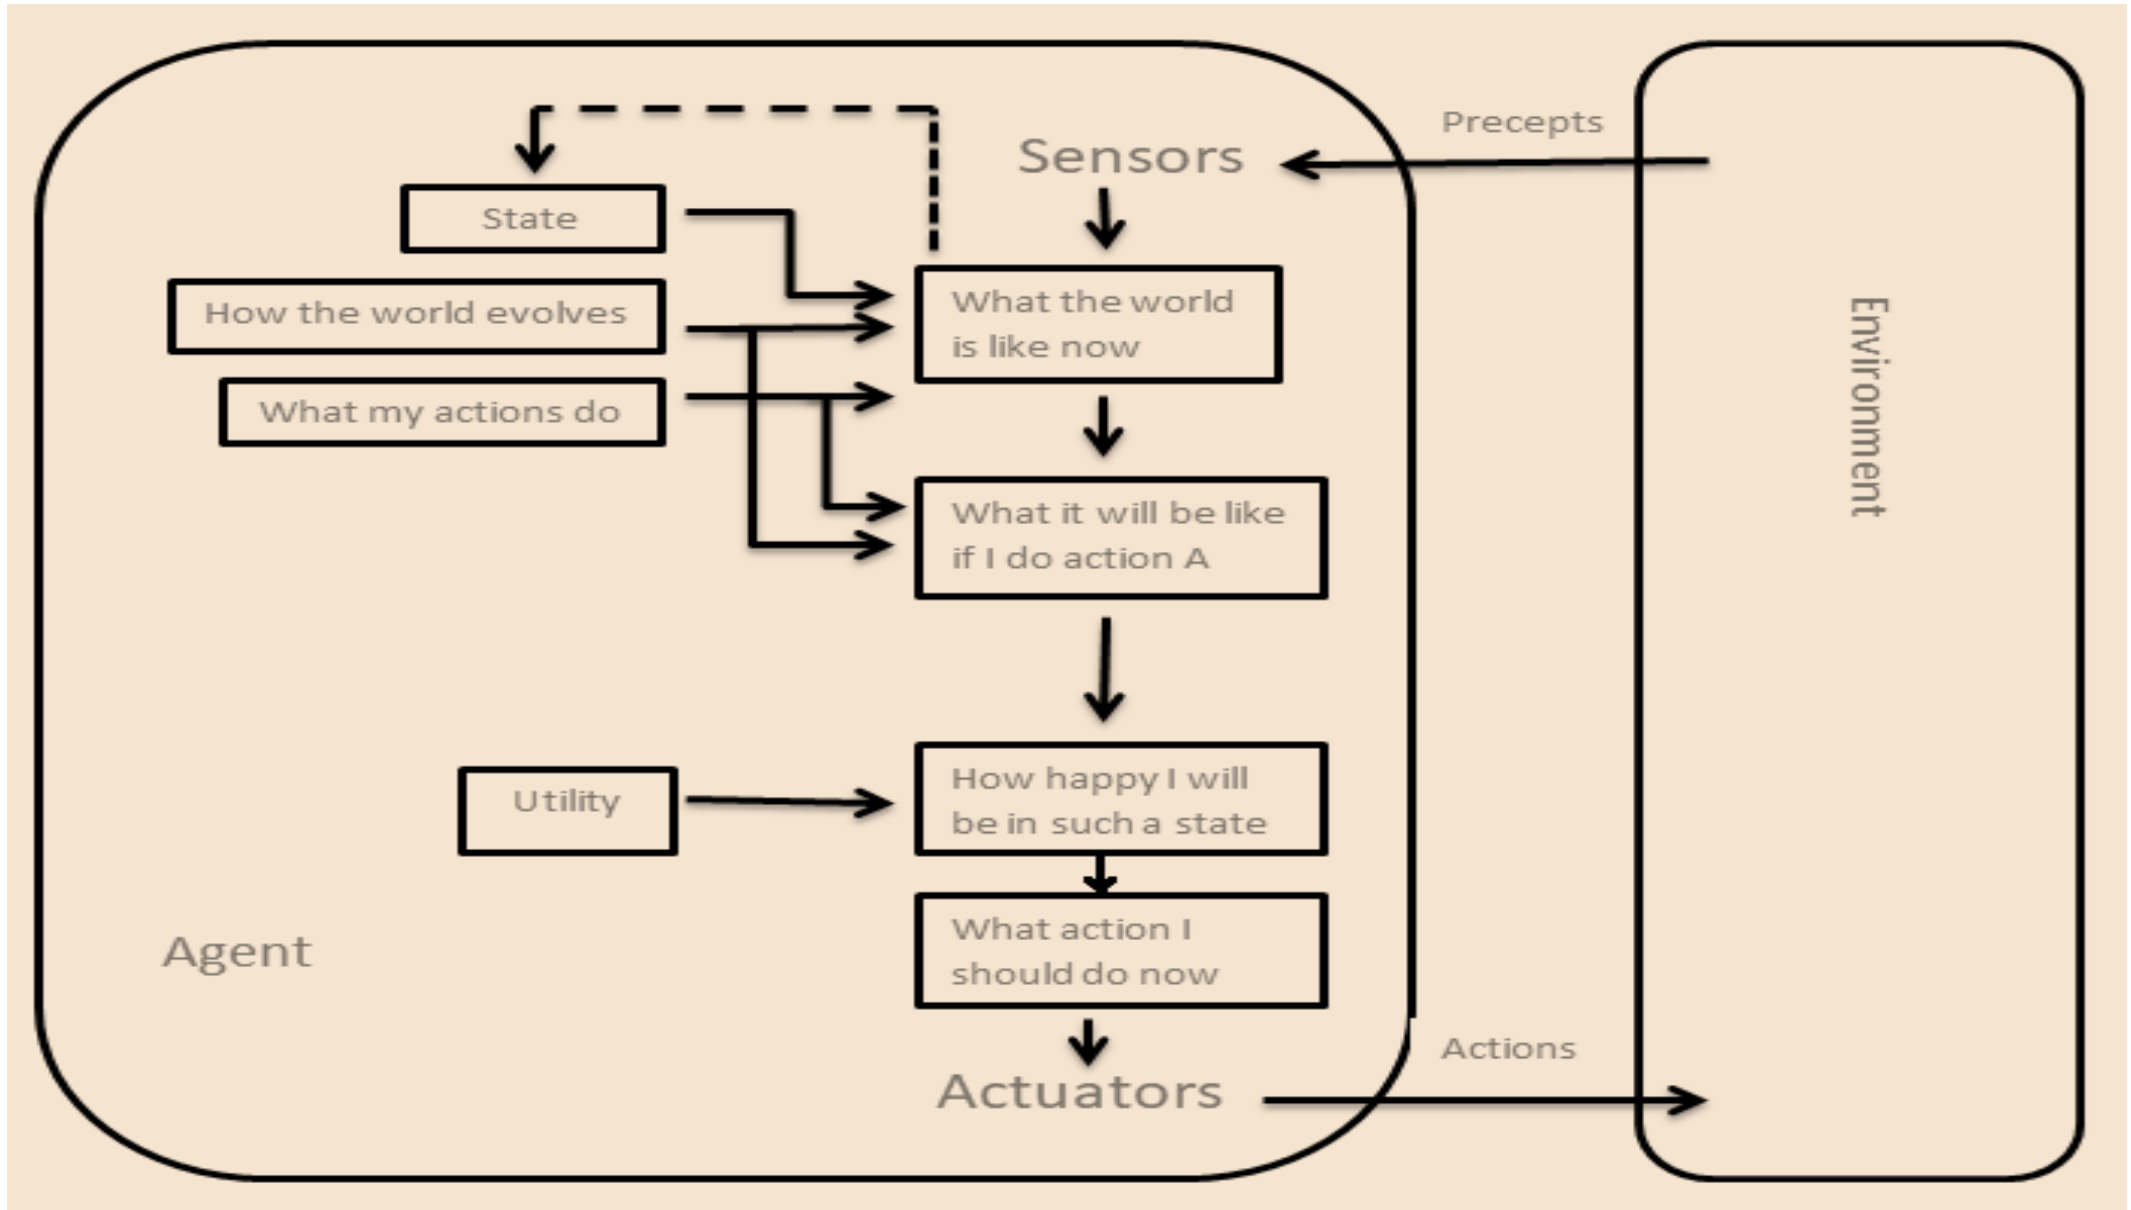 Precepts
Sensors
State
How the world evolves
What my actions do
What the world
is like now
What it will be like
if I do action A
Environment
Utility
How happy I will
be in such a state
What action I
should do now
Agent
Actions
Actuators